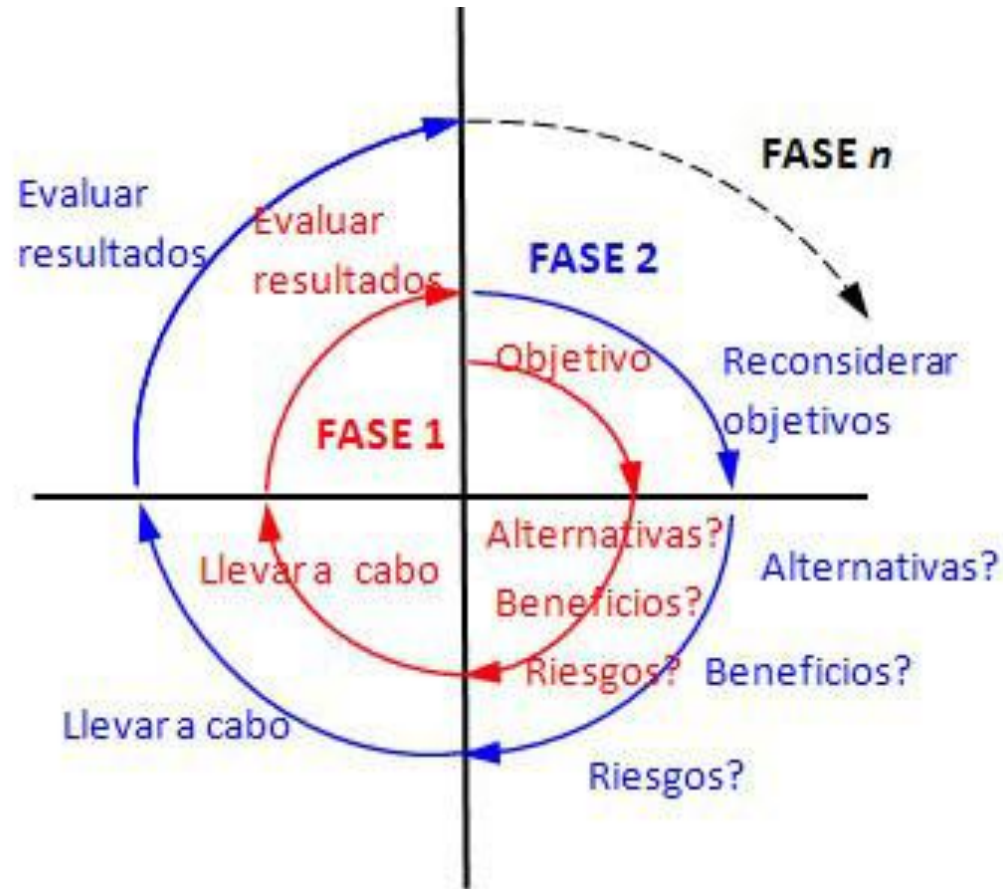 FASE n
Evaluar
resultados
Evaluar
resultados
FASE 2
Objetivo
Reconsiderar
objetivos
FASE 1
Alternativas?
Llevar a cabo
Alternativas?
Beneficios?
Riesgos?
Beneficios?
Llevar a cabo
Riesgos?